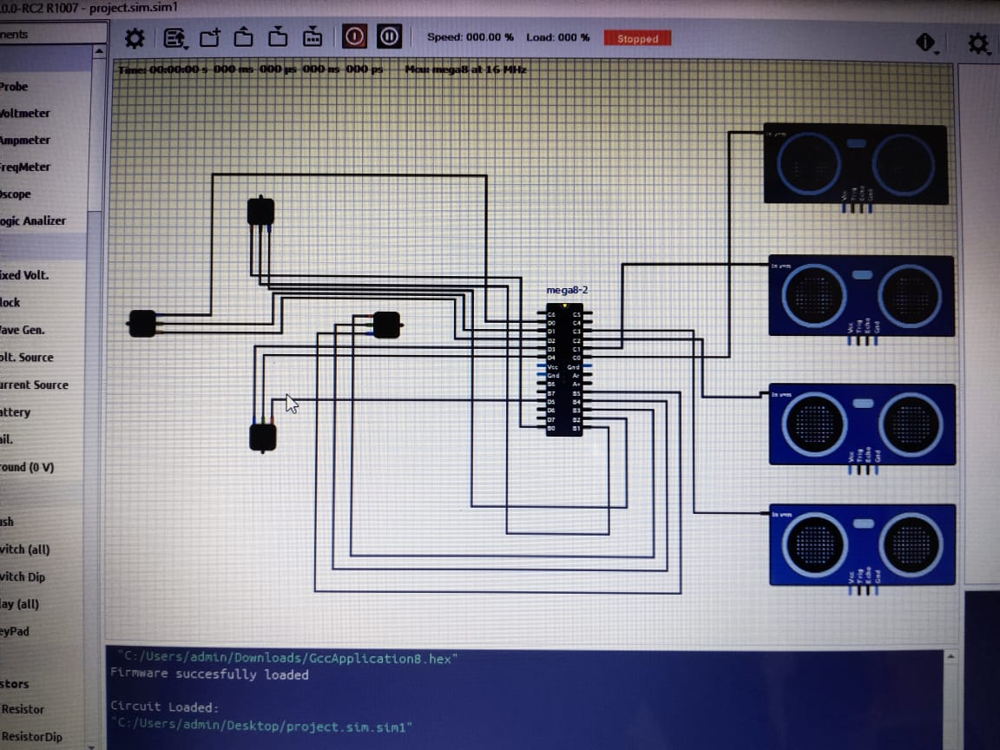 .0.0-RC2 R1007 - project.sim.sim1
nents
Speed: 000.00 % Load: 000 % Stopped
Time: 00:00:00 s 000 ms 000 µs 000 ns 000 ps Mcu: mega8 at 16 MHz
Probe
Voltmeter
Ampmeter
FreqMeter
Oscope
ogic Analizer
ixed Volt.
lock
Wave Gen.
olt. Source
urrent Source
attery
ail.
round (0 V)
ush
witch (all)
witch Dip
lay (all)
eyPad
stors
Resistor
ResistorDip
mega8-2
C6 C5
D0 C4
D1 C3
D2 C2
D3 C1
D4 C0
Vcc Gnd
Gnd Ar
B6 A+
B7 B5
D5 B4
D6 B3
D7 B2
B0 B1
Vcc Trig Echo Gnd
Vcc Trig Echo Gnd
Vcc Trig Echo Gnd
Vcc Trig Echo Gnd
"C:/Users/admin/Downloads/GccApplication8.hex"
Firmware succesfully loaded
Circuit Loaded:
"C:/Users/admin/Desktop/project.sim.sim1"